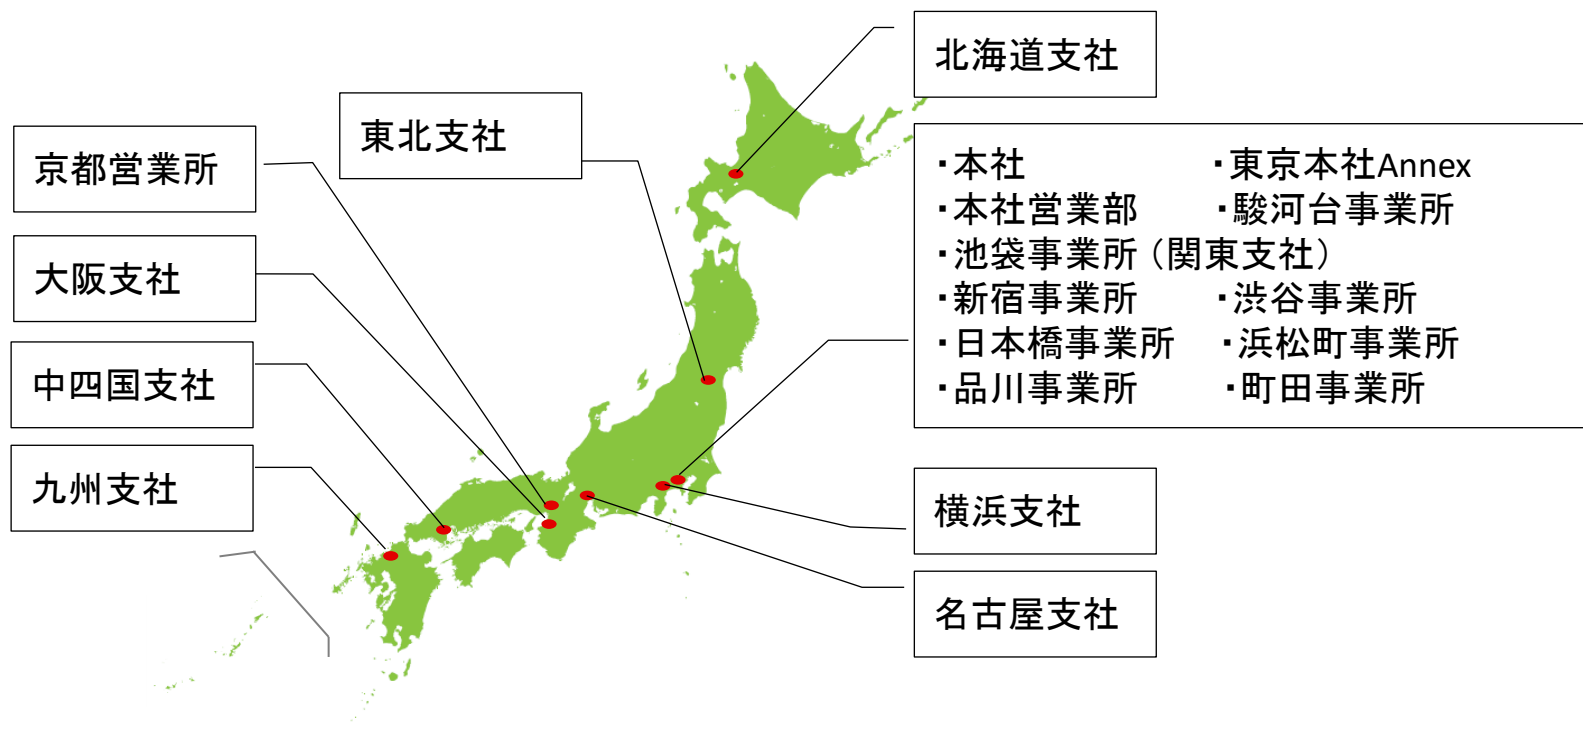 北海道支社
東北支社
京都営業所
大阪支社
中四国支社
九州支社
・本社 ・東京本社Annex
・本社営業部 ・駿河台事業所
・池袋事業所（関東支社）
・新宿事業所 ・渋谷事業所
・日本橋事業所 ・浜松町事業所
・品川事業所 ・町田事業所
横浜支社
名古屋支社